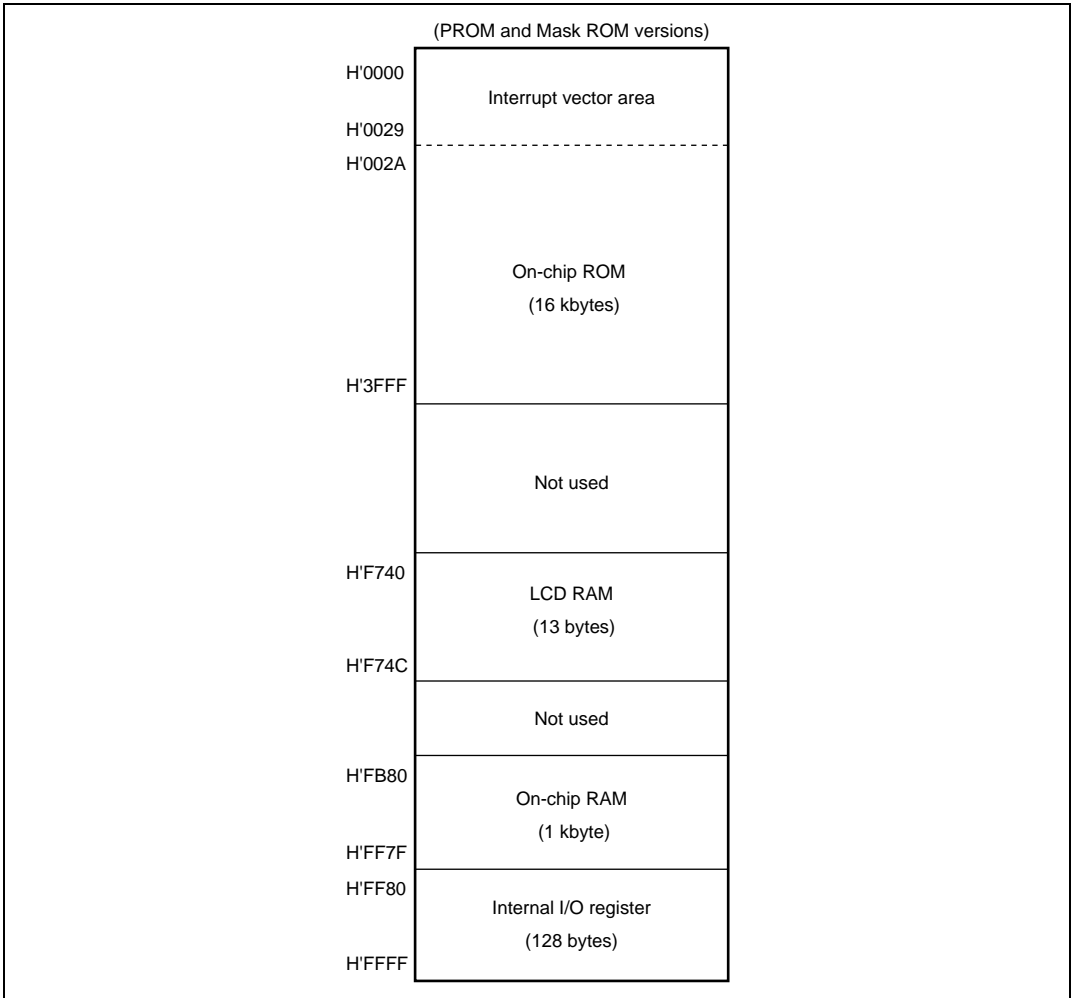 (PROM and Mask ROM versions)
H'0000
Interrupt vector area
H'0029
H'002A
On-chip ROM
(16 kbytes)
H'3FFF
Not used
H'F740
LCD RAM
(13 bytes)
H'F74C
Not used
H'FB80
On-chip RAM
(1 kbyte)
H'FF7F
H'FF80
Internal I/O register
(128 bytes)
H'FFFF